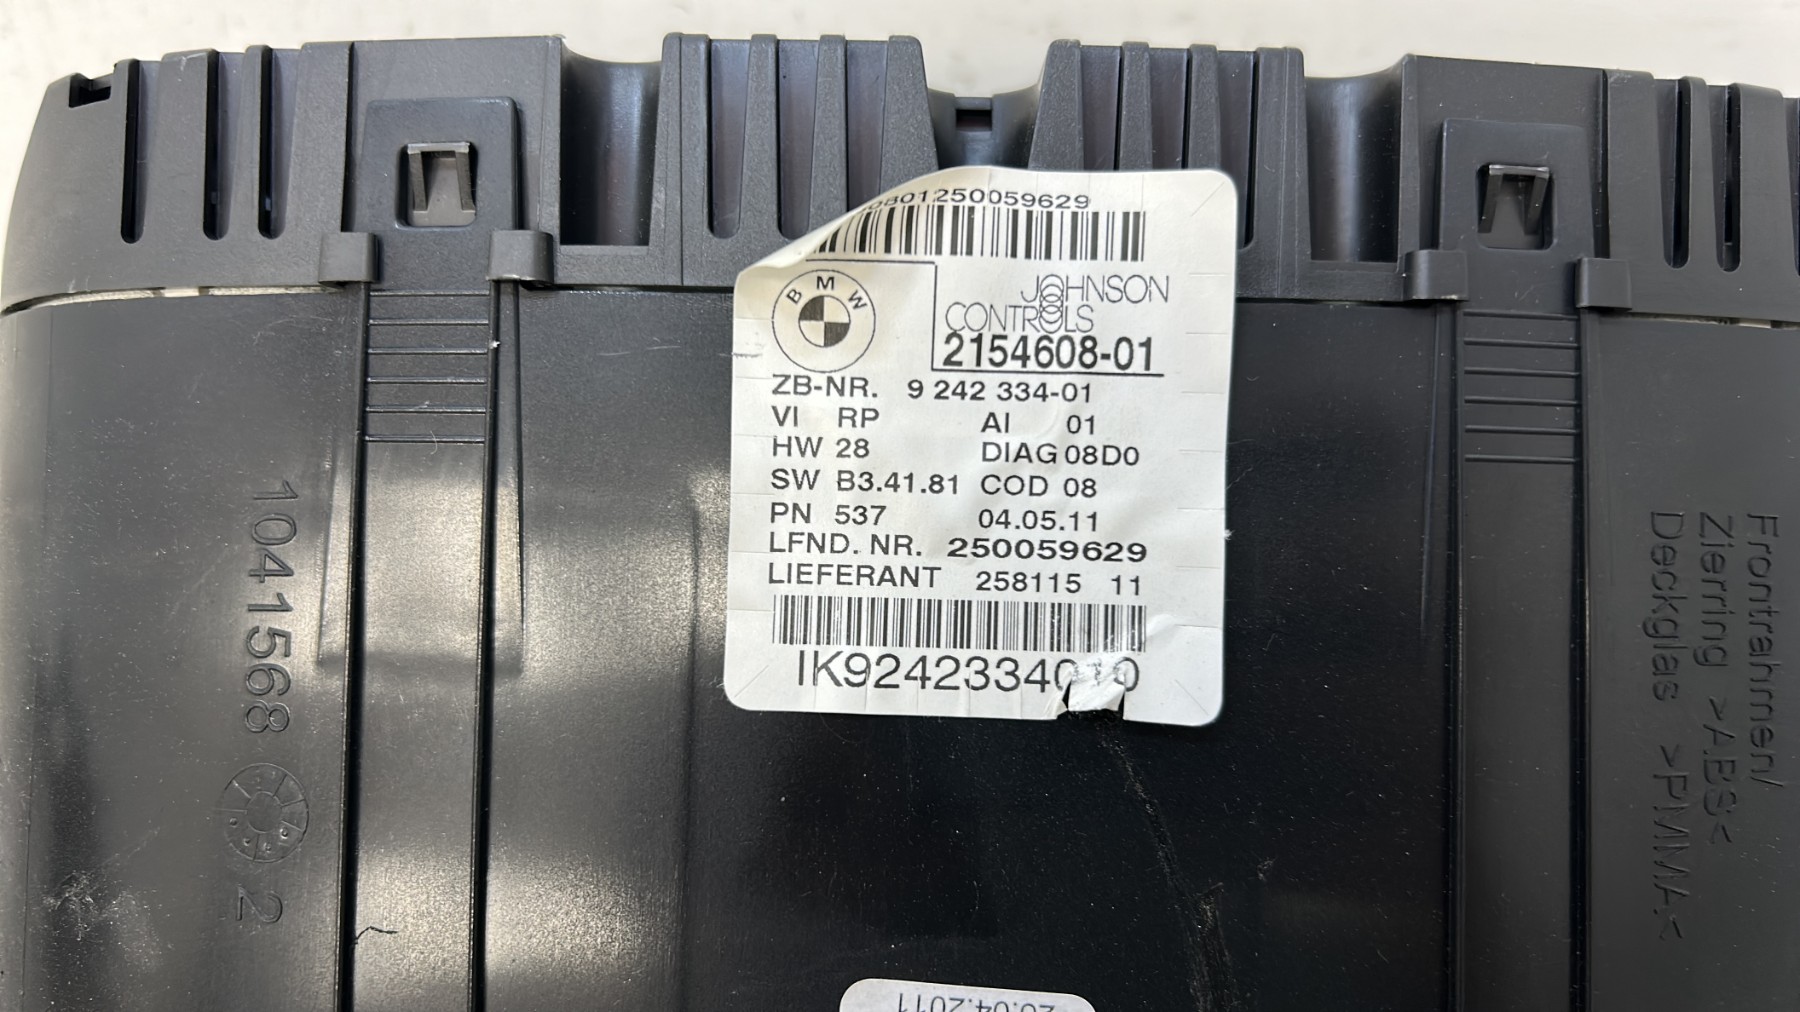 0801250059629
BMW
JOHNSON
CONTROLS
2154608-01
ZB-NR. 9 242 334-01
VI RP AI 01
HW 28 DIAG 08D0
SW B3.41.81 COD 08
PN 537 04.05.11
LFND. NR. 250059629
LIEFERANT 258115 11
1041568 2
Frontrahmen/
Zierring >ABS<
Deckglas >PMMA<
.04.2011